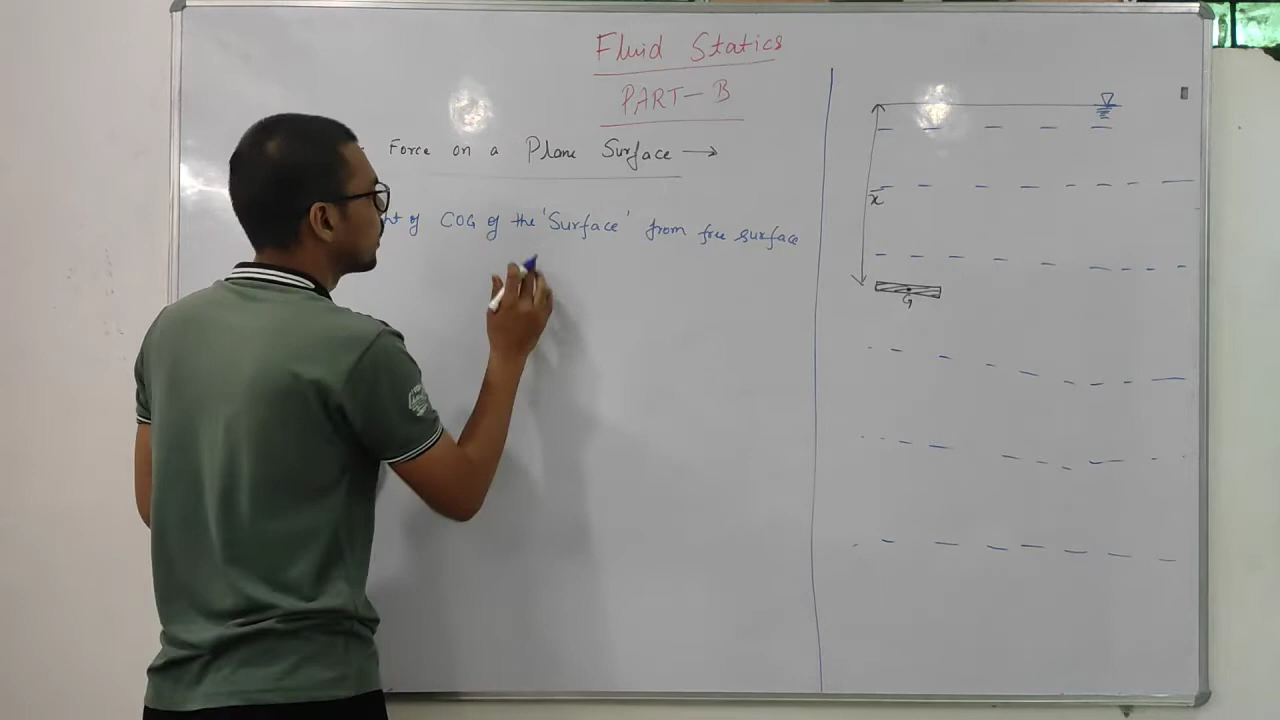 Fluid Statics
PART-B
Force on a Plane Surface →
of COG of the 'Surface' from free surface
x̄
G